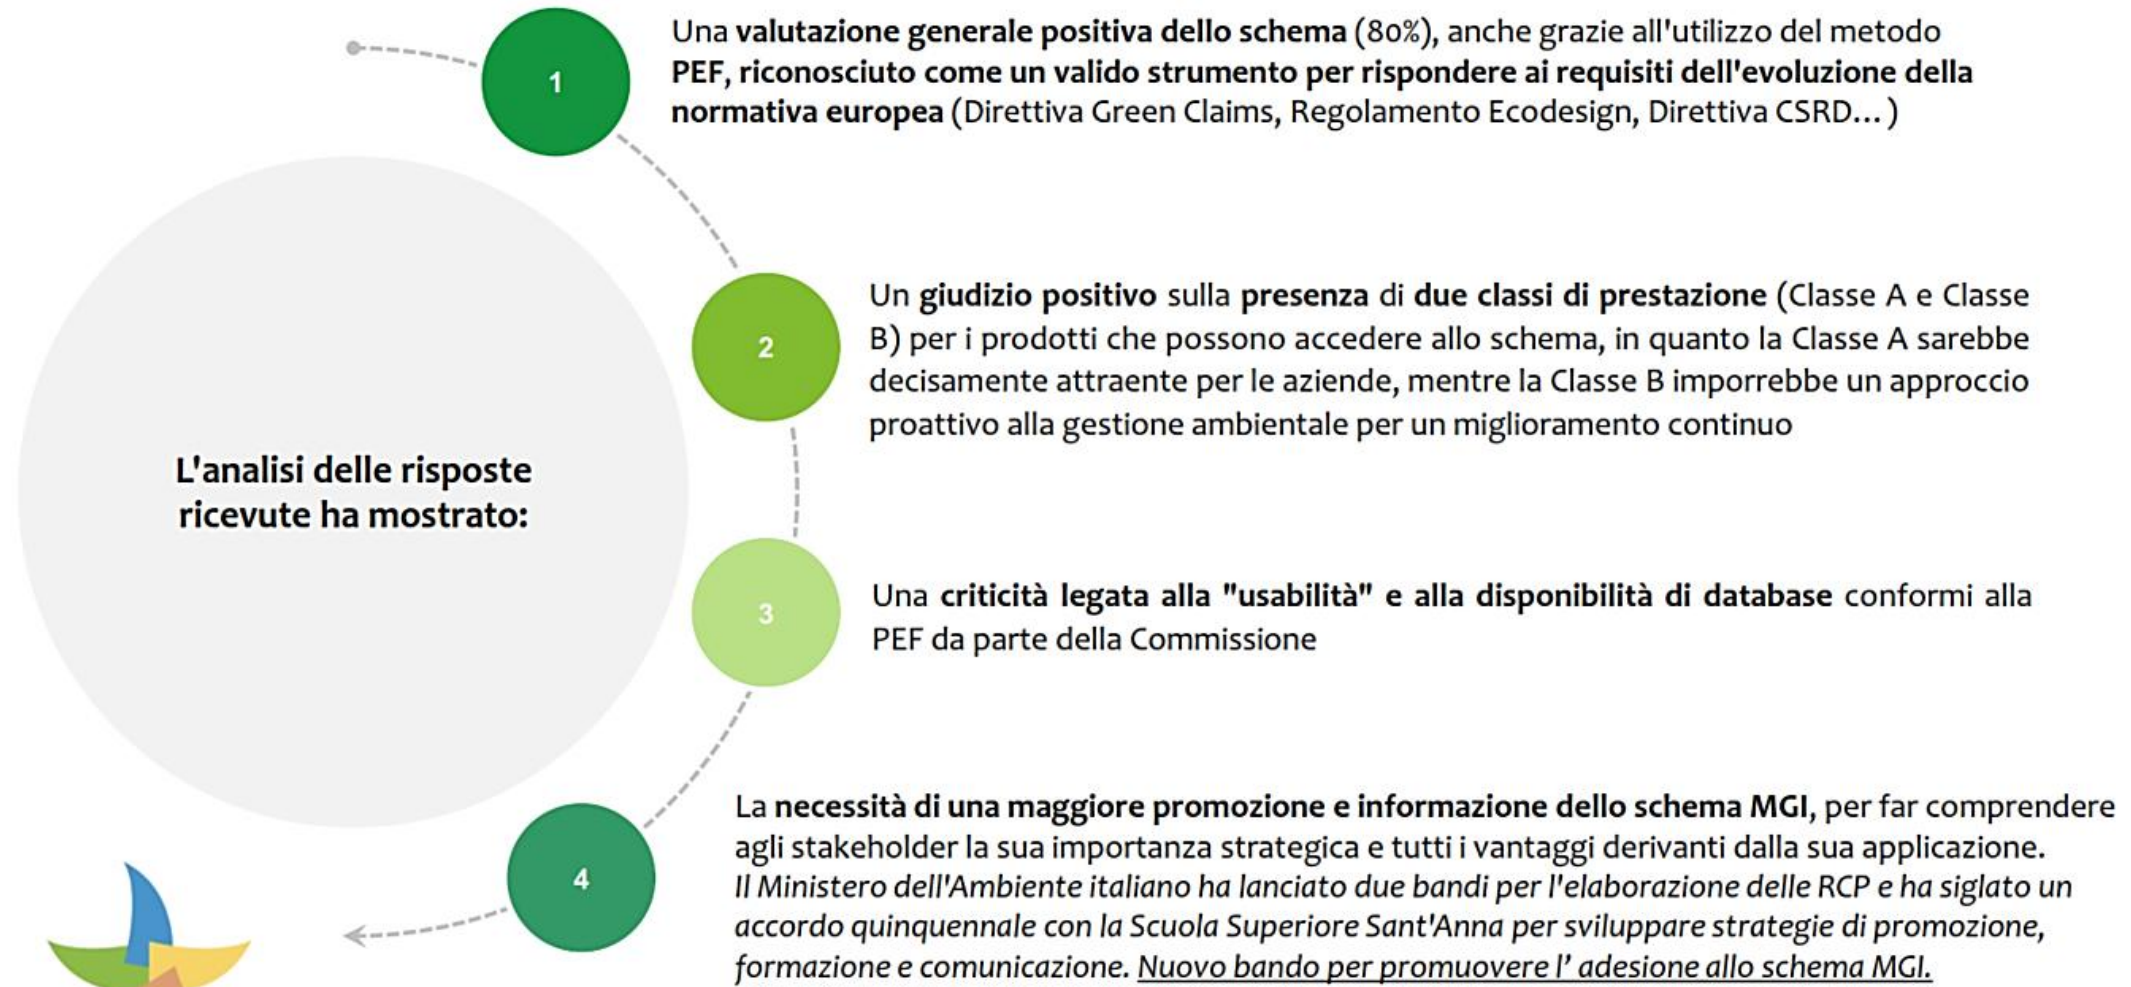 L'analisi delle risposte
ricevute ha mostrato:
1
Una valutazione generale positiva dello schema (80%), anche grazie all'utilizzo del metodo
PEF, riconosciuto come un valido strumento per rispondere ai requisiti dell'evoluzione della
normativa europea (Direttiva Green Claims, Regolamento Ecodesign, Direttiva CSRD…)
2
Un giudizio positivo sulla presenza di due classi di prestazione (Classe A e Classe
B) per i prodotti che possono accedere allo schema, in quanto la Classe A sarebbe
decisamente attraente per le aziende, mentre la Classe B imporrebbe un approccio
proattivo alla gestione ambientale per un miglioramento continuo
3
Una criticità legata alla "usabilità" e alla disponibilità di database conformi alla
PEF da parte della Commissione
4
La necessità di una maggiore promozione e informazione dello schema MGI, per far comprendere
agli stakeholder la sua importanza strategica e tutti i vantaggi derivanti dalla sua applicazione.
Il Ministero dell'Ambiente italiano ha lanciato due bandi per l'elaborazione delle RCP e ha siglato un
accordo quinquennale con la Scuola Superiore Sant'Anna per sviluppare strategie di promozione,
formazione e comunicazione. Nuovo bando per promuovere l' adesione allo schema MGI.